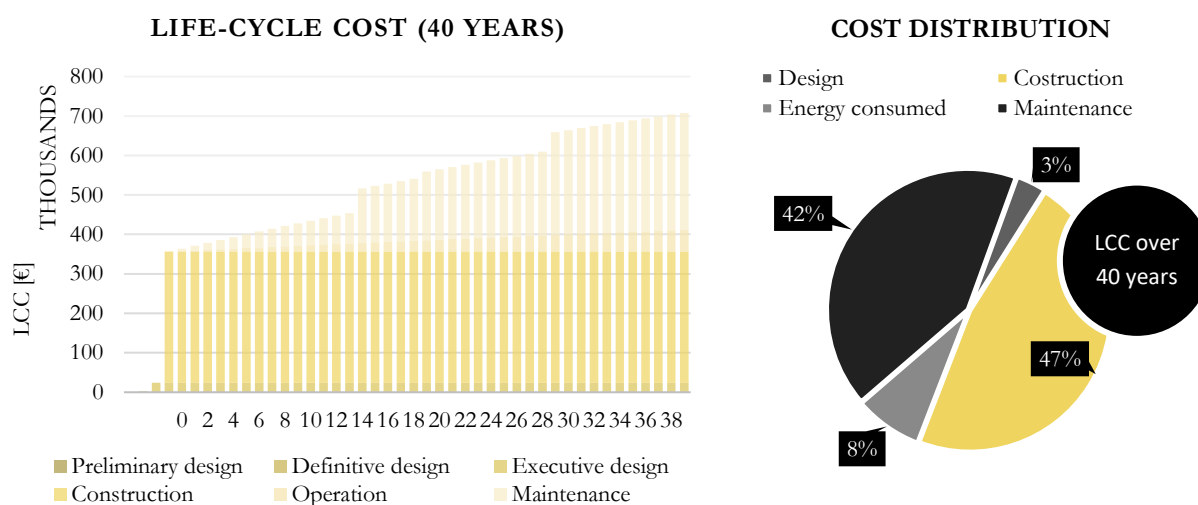 LIFE-CYCLE COST (40 YEARS)
LCC [€] THOUSANDS
800
700
600
500
400
300
200
100
0
0 2 4 6 8 10 12 14 16 18 20 22 24 26 28 30 32 34 36 38
Preliminary design Definitive design Executive design
Construction Operation Maintenance
COST DISTRIBUTION
Design Costruction
Energy consumed Maintenance
3%
42%
LCC over
40 years
47%
8%